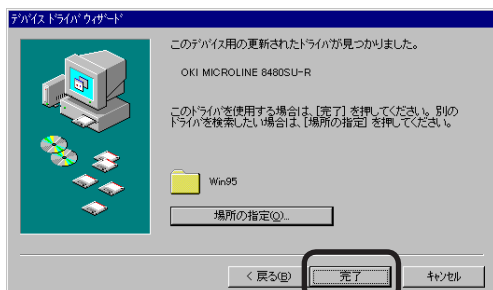 ﾃﾞﾊﾞｲｽ ﾄﾞﾗｲﾊﾞ ｳｨｻﾞｰﾄﾞ
このﾃﾞﾊﾞｲｽ用の更新されたﾄﾞﾗｲﾊﾞが見つかりました。
OKI MICROLINE 8480SU-R
このﾄﾞﾗｲﾊﾞを使用する場合は、[完了] を押してください。別の
ﾄﾞﾗｲﾊﾞを検索したい場合は、[場所の指定] を押してください。
Win95
場所の指定(O)...
< 戻る(B)
完了
ｷｬﾝｾﾙ